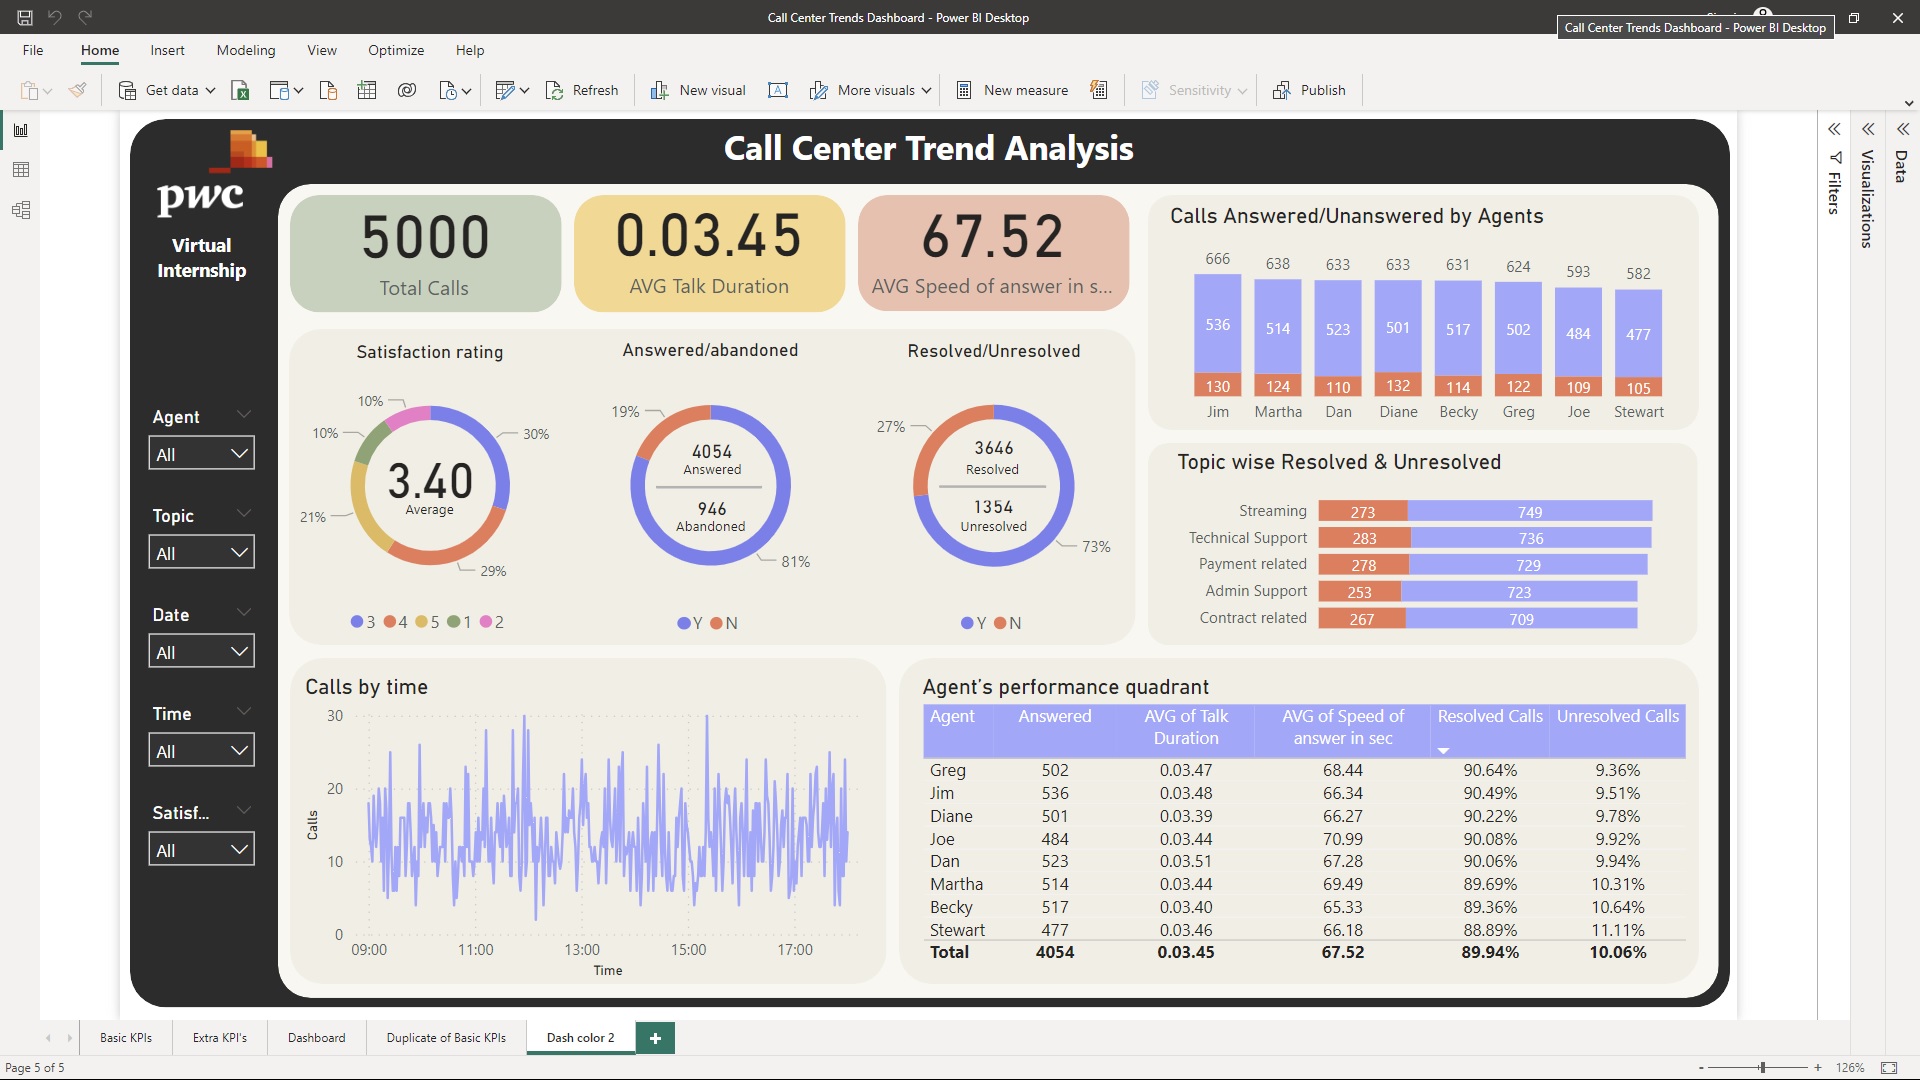 Call Center Trends Dashboard - Power BI Desktop
Call Center Trends Dashboard - Power BI Desktop
File Home Insert Modeling View Optimize Help
Get data Refresh New visual More visuals New measure Sensitivity Publish
pwc
Virtual
Internship
Call Center Trend Analysis
5000
Total Calls
0.03.45
AVG Talk Duration
67.52
AVG Speed of answer in s...
Agent
All
Topic
All
Date
All
Time
All
Satisf...
All
Satisfaction rating
10%
10%
30%
3.40
Average
21%
29%
3 4 5 1 2
Answered/abandoned
19%
4054
Answered
946
Abandoned
81%
Y N
Resolved/Unresolved
27%
3646
Resolved
1354
Unresolved
73%
Y N
Calls Answered/Unanswered by Agents
666 638 633 633 631 624 593 582
536 514 523 501 517 502 484 477
130 124 110 132 114 122 109 105
Jim Martha Dan Diane Becky Greg Joe Stewart
Topic wise Resolved & Unresolved
Streaming 273 749
Technical Support 283 736
Payment related 278 729
Admin Support 253 723
Contract related 267 709
Calls by time
30
20
10
0
Calls
09:00 11:00 13:00 15:00 17:00
Time
Agent's performance quadrant
Agent Answered AVG of Talk Duration AVG of Speed of answer in sec Resolved Calls Unresolved Calls
Greg 502 0.03.47 68.44 90.64% 9.36%
Jim 536 0.03.48 66.34 90.49% 9.51%
Diane 501 0.03.39 66.27 90.22% 9.78%
Joe 484 0.03.44 70.99 90.08% 9.92%
Dan 523 0.03.51 67.28 90.06% 9.94%
Martha 514 0.03.44 69.49 89.69% 10.31%
Becky 517 0.03.40 65.33 89.36% 10.64%
Stewart 477 0.03.46 66.18 88.89% 11.11%
Total 4054 0.03.45 67.52 89.94% 10.06%
Filters
Visualizations
Data
Basic KPIs Extra KPI's Dashboard Duplicate of Basic KPIs Dash color 2 +
Page 5 of 5
- + 126%